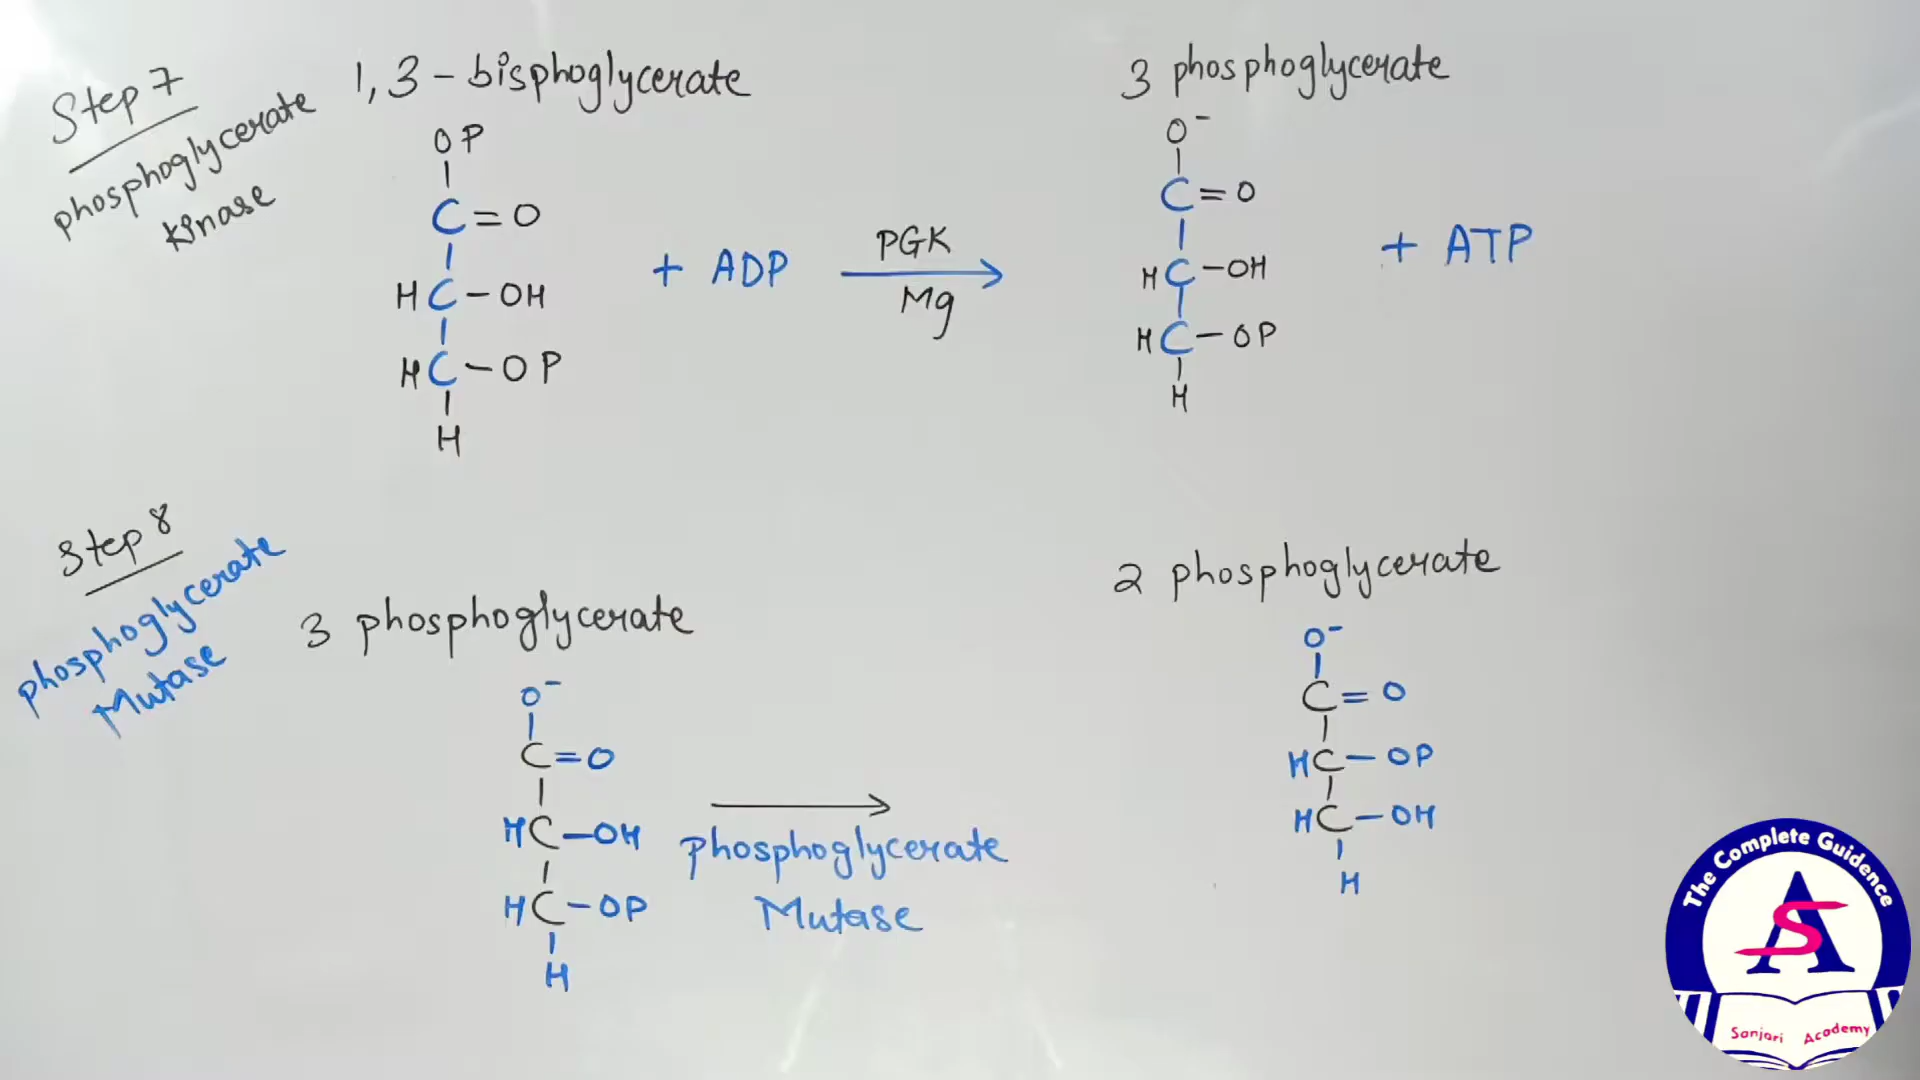 Step 7
phosphoglycerate
kinase
1,3-bisphoglycerate
OP
C=O
HC-OH
HC-OP
H
+ ADP
PGK
Mg
3 phosphoglycerate
O-
C=O
HC-OH
HC-OP
H
+ ATP
Step 8
phosphoglycerate
Mutase
3 phosphoglycerate
O-
C=O
HC-OH
HC-OP
H
phosphoglycerate
Mutase
2 phosphoglycerate
O-
C=O
HC-OP
HC-OH
H
The Complete Guidence
AS
Sanjari Academy